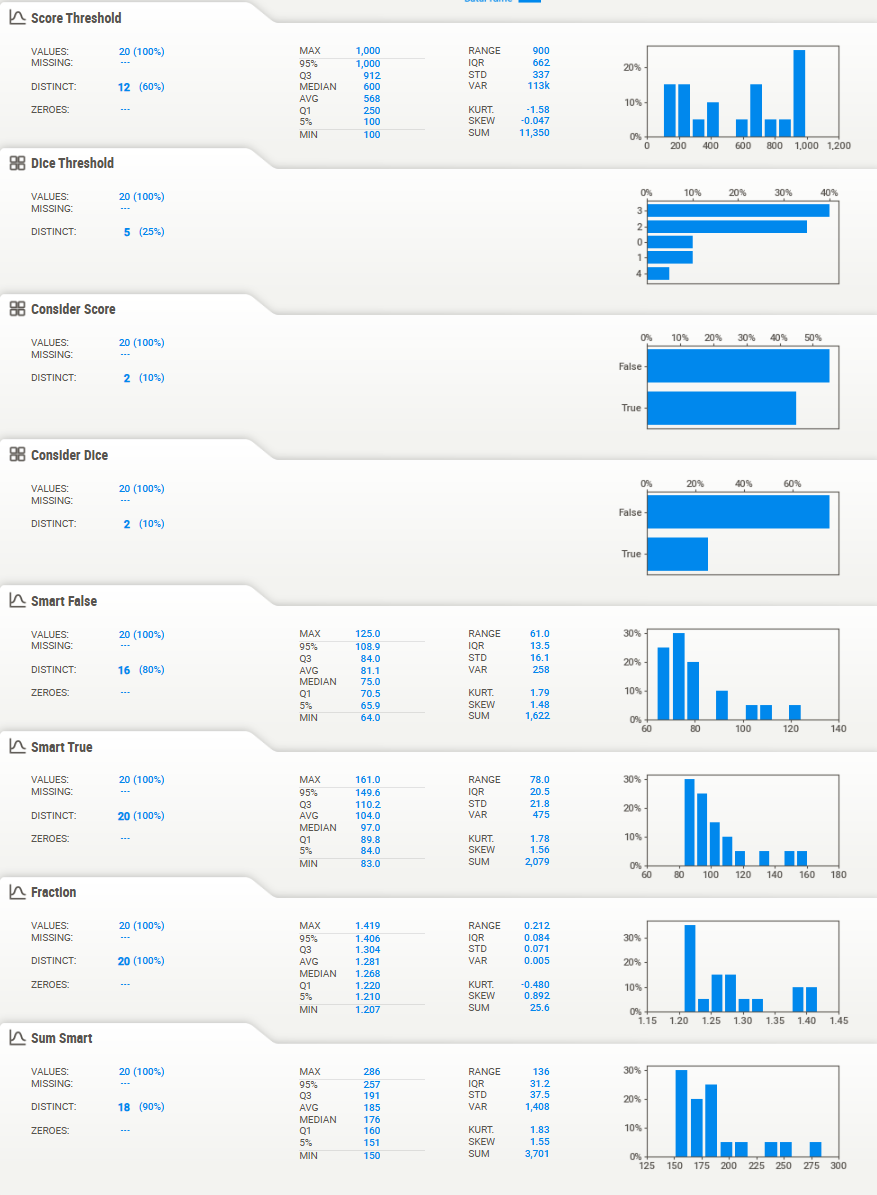 DataFrame
Score Threshold
VALUES: 20 (100%)
MISSING: ---
DISTINCT: 12 (60%)
ZEROES: ---
MAX 1,000
95% 1,000
Q3 912
MEDIAN 600
AVG 568
Q1 250
5% 100
MIN 100
RANGE 900
IQR 662
STD 337
VAR 113k
KURT. -1.58
SKEW -0.047
SUM 11,350
20%
10%
0%
0 200 400 600 800 1,000 1,200
Dice Threshold
VALUES: 20 (100%)
MISSING: ---
DISTINCT: 5 (25%)
0% 10% 20% 30% 40%
3
2
0
1
4
Consider Score
VALUES: 20 (100%)
MISSING: ---
DISTINCT: 2 (10%)
0% 10% 20% 30% 40% 50%
False
True
Consider Dice
VALUES: 20 (100%)
MISSING: ---
DISTINCT: 2 (10%)
0% 20% 40% 60%
False
True
Smart False
VALUES: 20 (100%)
MISSING: ---
DISTINCT: 16 (80%)
ZEROES: ---
MAX 125.0
95% 108.9
Q3 84.0
AVG 81.1
MEDIAN 75.0
Q1 70.5
5% 65.9
MIN 64.0
RANGE 61.0
IQR 13.5
STD 16.1
VAR 258
KURT. 1.79
SKEW 1.48
SUM 1,622
30%
20%
10%
0%
60 80 100 120 140
Smart True
VALUES: 20 (100%)
MISSING: ---
DISTINCT: 20 (100%)
ZEROES: ---
MAX 161.0
95% 149.6
Q3 110.2
AVG 104.0
MEDIAN 97.0
Q1 89.8
5% 84.0
MIN 83.0
RANGE 78.0
IQR 20.5
STD 21.8
VAR 475
KURT. 1.78
SKEW 1.56
SUM 2,079
30%
20%
10%
0%
60 80 100 120 140 160 180
Fraction
VALUES: 20 (100%)
MISSING: ---
DISTINCT: 20 (100%)
ZEROES: ---
MAX 1.419
95% 1.406
Q3 1.304
AVG 1.281
MEDIAN 1.268
Q1 1.220
5% 1.210
MIN 1.207
RANGE 0.212
IQR 0.084
STD 0.071
VAR 0.005
KURT. -0.480
SKEW 0.892
SUM 25.6
30%
20%
10%
0%
1.15 1.20 1.25 1.30 1.35 1.40 1.45
Sum Smart
VALUES: 20 (100%)
MISSING: ---
DISTINCT: 18 (90%)
ZEROES: ---
MAX 286
95% 257
Q3 191
AVG 185
MEDIAN 176
Q1 160
5% 151
MIN 150
RANGE 136
IQR 31.2
STD 37.5
VAR 1,408
KURT. 1.83
SKEW 1.55
SUM 3,701
30%
20%
10%
0%
125 150 175 200 225 250 275 300